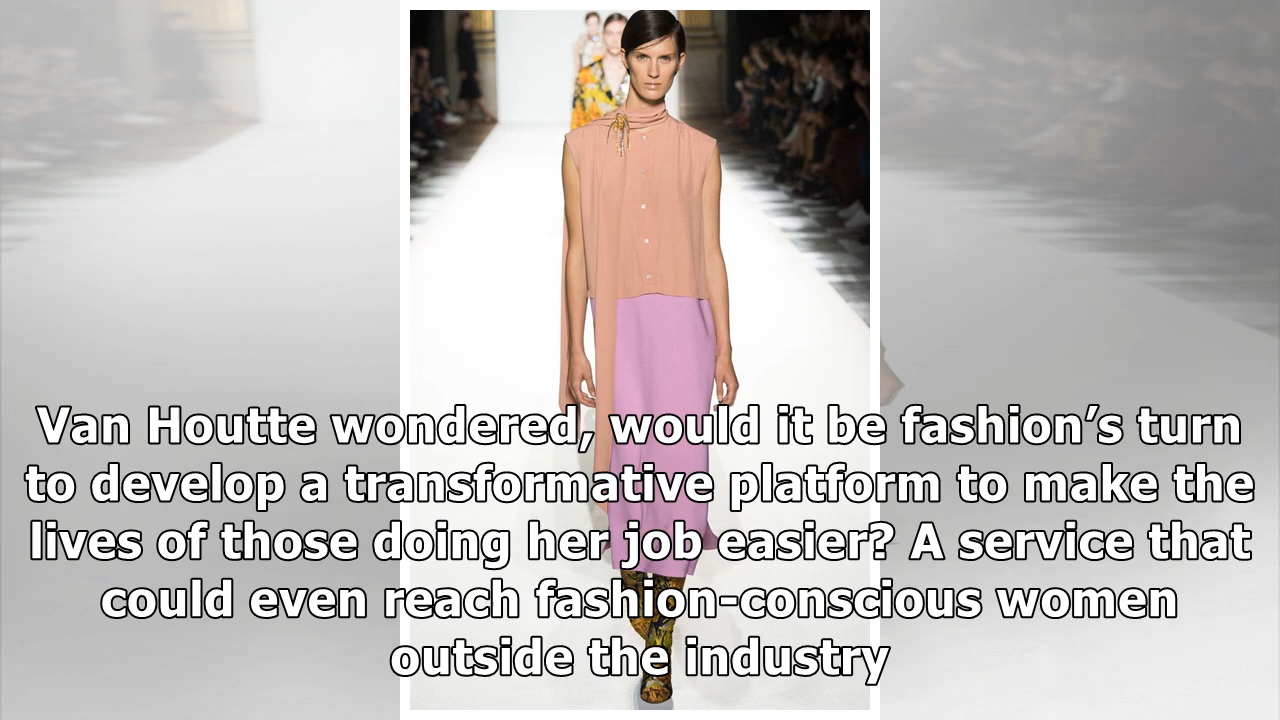 Van Houtte wondered, would it be fashion’s turn
to develop a transformative platform to make the
lives of those doing her job easier? A service that
could even reach fashion-conscious women
outside the industry